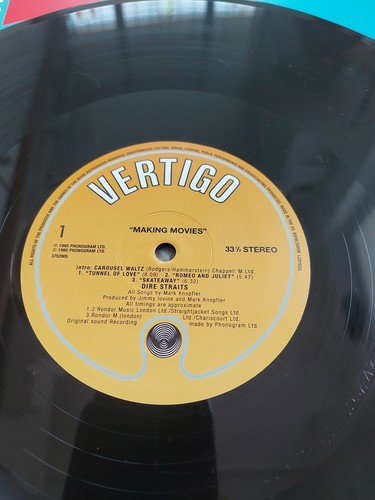 VERTIGO
"MAKING MOVIES"
1
33⅓ STEREO
℗ 1980 PHONOGRAM LTD.
© 1980 PHONOGRAM LTD.
3752905
Intro: CAROUSEL WALTZ (Rodgers/Hammerstein) Chappell M. Ltd
1. "TUNNEL OF LOVE" (8.09) 2. "ROMEO AND JULIET" (5.47)
3. "SKATEAWAY" (6.32)
DIRE STRAITS
All Songs by Mark Knopfler
Produced by Jimmy Iovine and Mark Knopfler
All timings are approximate
1.2.Rondor Music London Ltd./Straightjacket Songs Ltd.
3.Rondor M.(london) Ltd./Chariscourt Ltd.
Original sound Recording made by Phonogram Ltd.